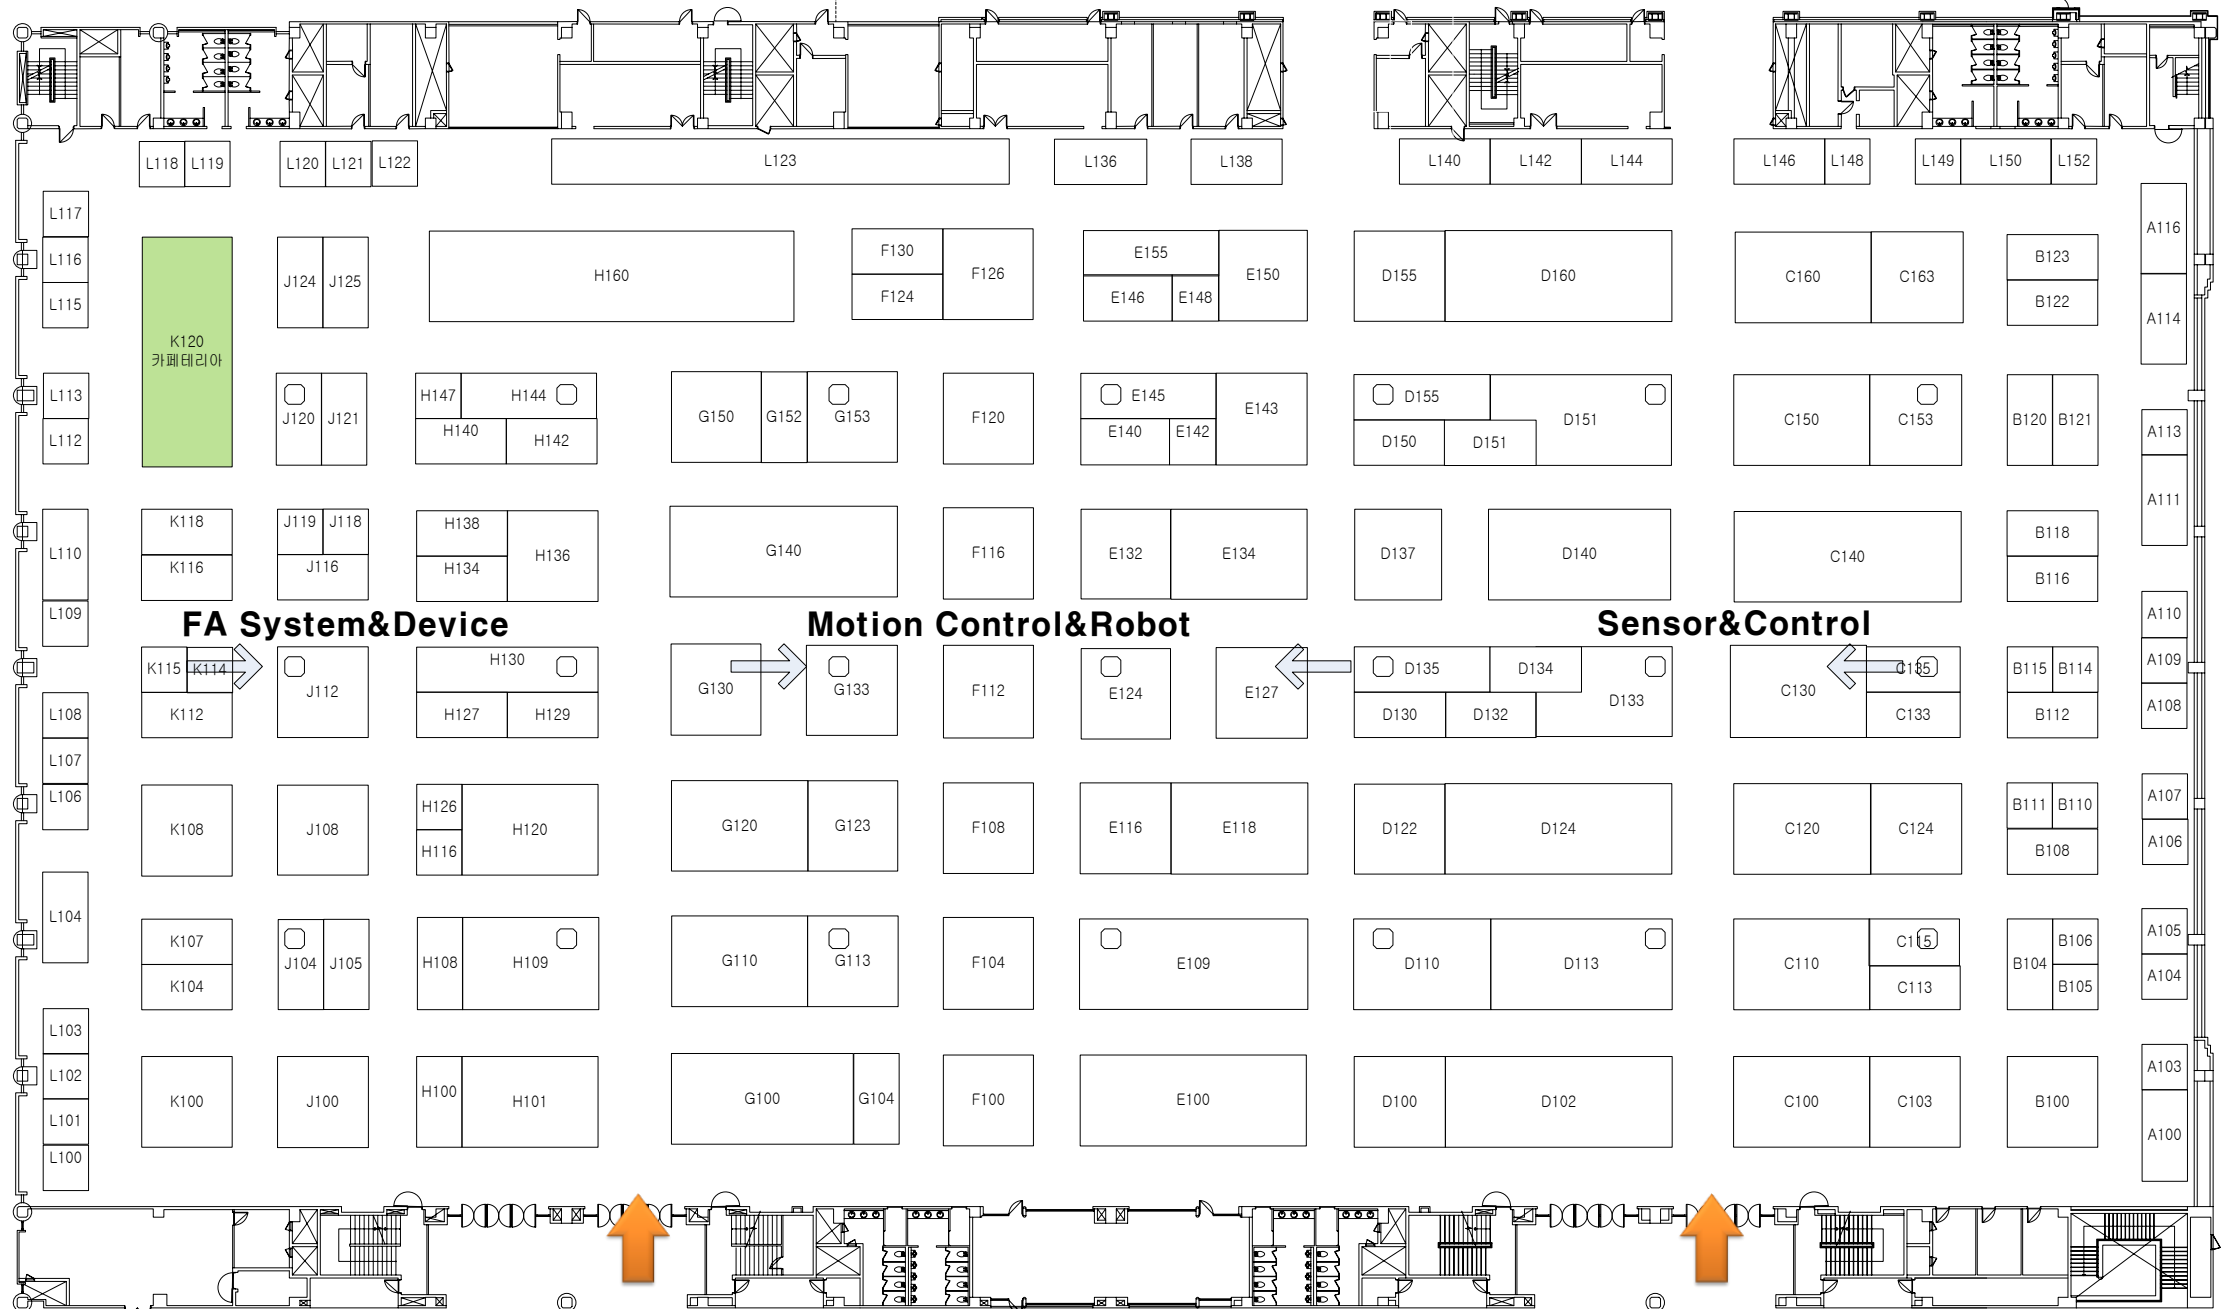 L118 L119 L120 L121 L122 L123 L136 L138 L140 L142 L144 L146 L148 L149 L150 L152
L117
A116
L116
J124 J125 H160 F130 F126 E155 E150 D155 D160 C160 C163 B123
L115
F124 E146 E148 B122
A114
K120
카페테리아
L113
J120 J121 H147 H144 G150 G152 G153 F120 E145 E143 D155 D151 C150 C153 B120 B121
A113
L112
H140 H142 E140 E142 D150 D151
A111
L110
K118 J119 J118 H138 H136 G140 F116 E132 E134 D137 D140 C140 B118
K116 J116 H134 B116
L109
A110
FA System&Device Motion Control&Robot Sensor&Control
K115 K114 J112 H130 G130 G133 F112 E124 E127 D135 D134 D133 C130 C135 B115 B114 A109
L108 K112 H127 H129 D130 D132 C133 B112 A108
L107
L106
K108 J108 H126 H120 G120 G123 F108 E116 E118 D122 D124 C120 C124 B111 B110 A107
H116 B108 A106
L104
K107 J104 J105 H108 H109 G110 G113 F104 E109 D110 D113 C110 C115 B104 B106 A105
K104 C113 B105 A104
L103
L102
A103
K100 J100 H100 H101 G100 G104 F100 E100 D100 D102 C100 C103 B100
L101
A100
L100